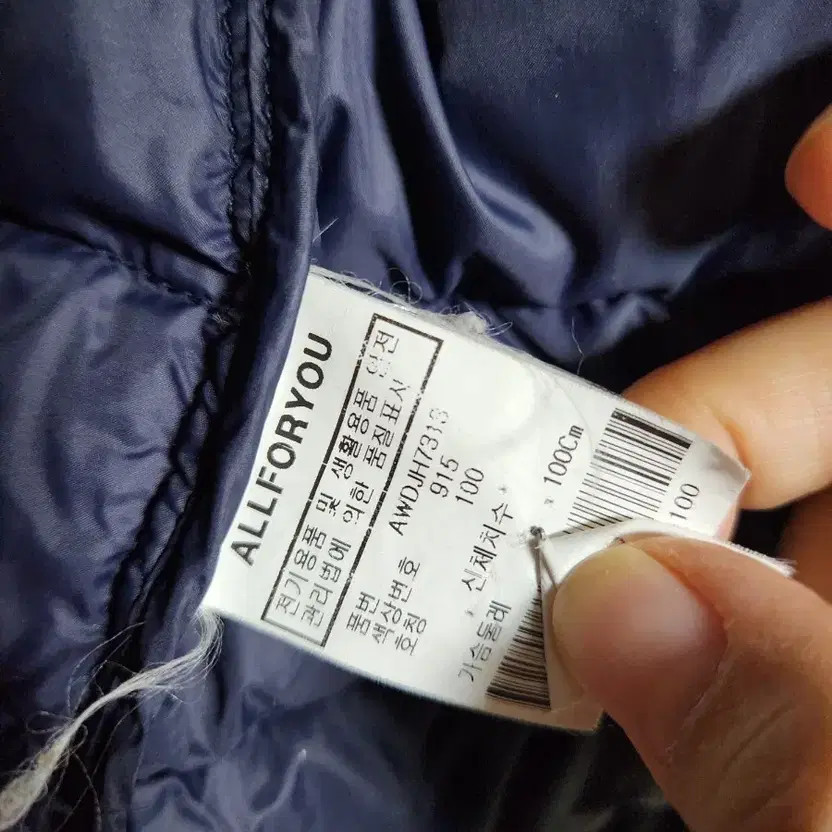 ALLFORYOU
전기용품 및 생활용품 안전
관리법에 의한 품질표시
품번 AWDJH7313
색상번호 915
호칭 100
신체치수
가슴둘레 100Cm
100